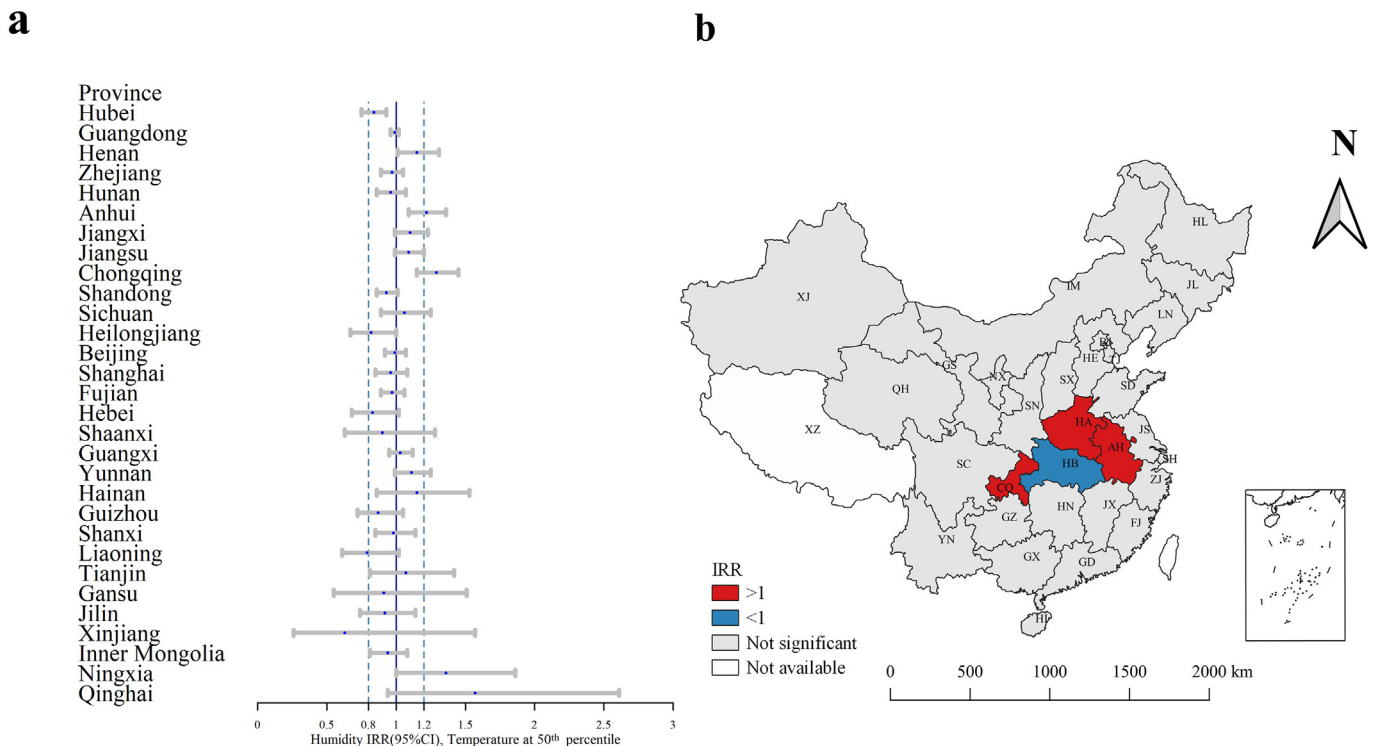 a
b
Province
Hubei
Guangdong
Henan
Zhejiang
Hunan
Anhui
Jiangxi
Jiangsu
Chongqing
Shandong
Sichuan
Heilongjiang
Beijing
Shanghai
Fujian
Hebei
Shaanxi
Guangxi
Yunnan
Hainan
Guizhou
Shanxi
Liaoning
Tianjin
Gansu
Jilin
Xinjiang
Inner Mongolia
Ningxia
Qinghai
0 0.5 0.8 1 1.2 1.5 2 2.5 3
Humidity IRR(95%CI), Temperature at 50th percentile
N
HL
XJ
IM
JL
LN
HE
TJ
GS
NX
QH
SX
SD
SN
HA
JS
XZ
AH
SC
HB
SH
CQ
ZJ
GZ
HN
JX
FJ
YN
GX
GD
HI
IRR
>1
<1
Not significant
Not available
0 500 1000 1500 2000 km